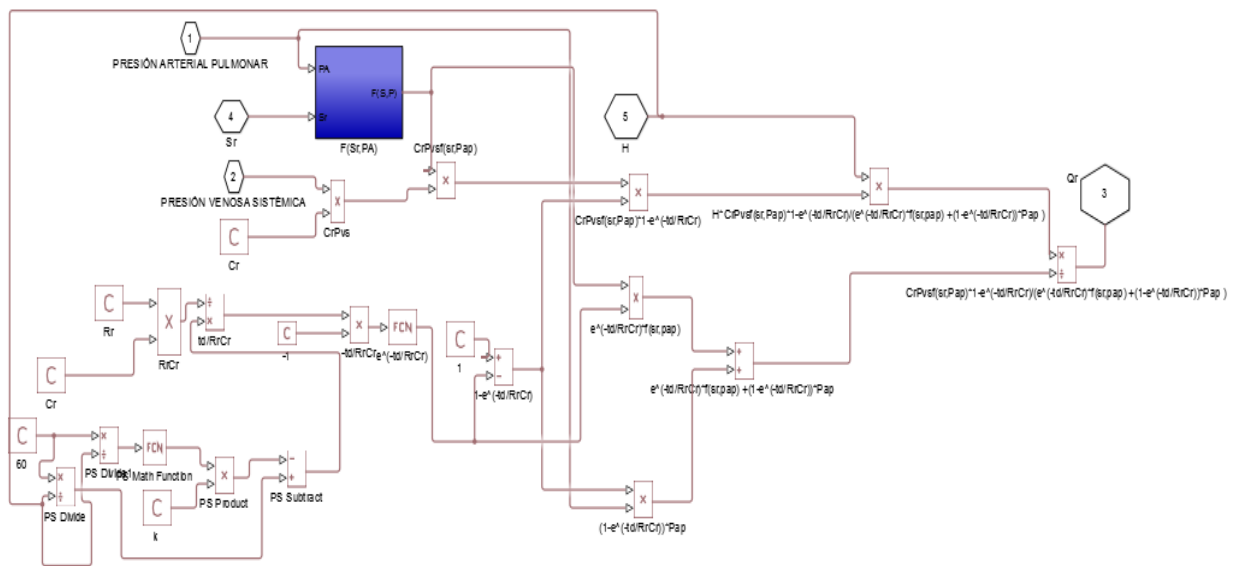 1
PRESIÓN ARTERIAL PULMONAR
PA
F(S,P)
Sr
F(Sr,PA)
4
Sr
2
PRESIÓN VENOSA SISTÉMICA
C
Cr
×
CrPvs
CrPvsf(sr,Pap)
×
5
H
×
CrPvsf(sr,Pap)*1-e^(-td/RrCr)
×
H*CrPvsf(sr,Pap)*1-e^(-td/RrCr)/(e^(-td/RrCr)*f(sr,pap) +(1-e^(-td/RrCr))*Pap )
Qr
3
×
÷
CrPvsf(sr,Pap)*1-e^(-td/RrCr)/(e^(-td/RrCr)*f(sr,pap) +(1-e^(-td/RrCr))*Pap )
C
Rr
×
RrCr
÷
×
td/RrCr
C
-1
×
-td/RrCr
FCN
e^(-td/RrCr)
C
1
+
−
1-e^(-td/RrCr)
×
e^(-td/RrCr)*f(sr,pap)
+
+
e^(-td/RrCr)*f(sr,pap) +(1-e^(-td/RrCr))*Pap
C
Cr
C
60
×
÷
PS Divide1
FCN
PS Math Function
×
÷
PS Divide
×
PS Product
C
k
−
+
PS Subtract
×
(1-e^(-td/RrCr))*Pap